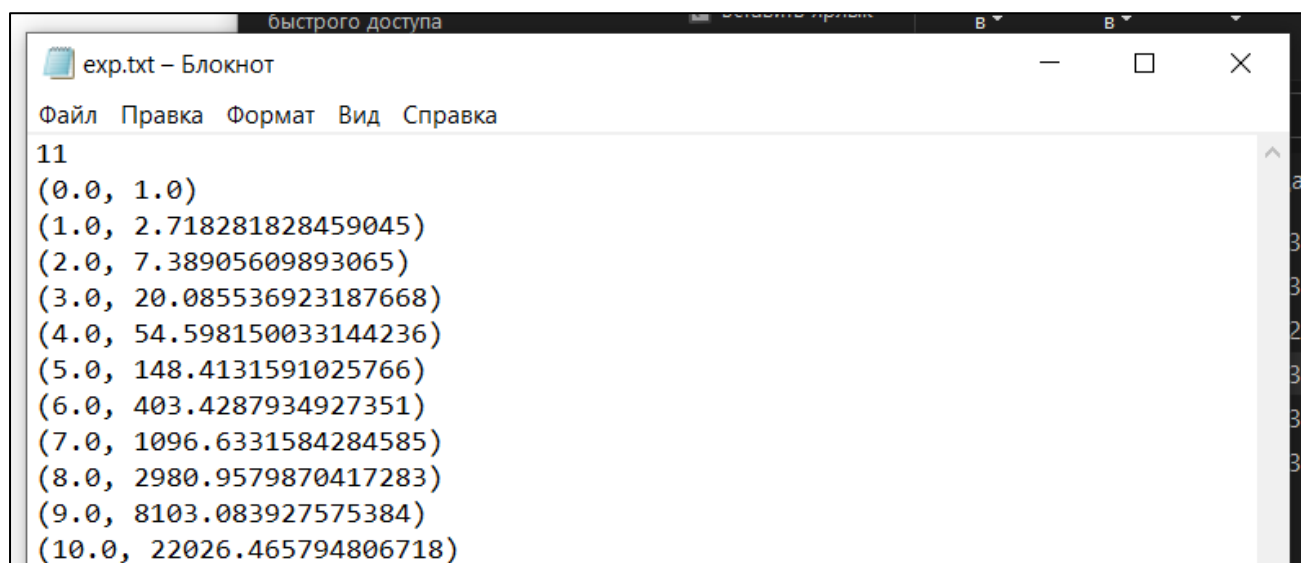 быстрого доступа
Вставить ярлык
в
в
exp.txt – Блокнот
Файл Правка Формат Вид Справка
11
(0.0, 1.0)
(1.0, 2.718281828459045)
(2.0, 7.38905609893065)
(3.0, 20.085536923187668)
(4.0, 54.598150033144236)
(5.0, 148.4131591025766)
(6.0, 403.4287934927351)
(7.0, 1096.6331584284585)
(8.0, 2980.9579870417283)
(9.0, 8103.083927575384)
(10.0, 22026.465794806718)